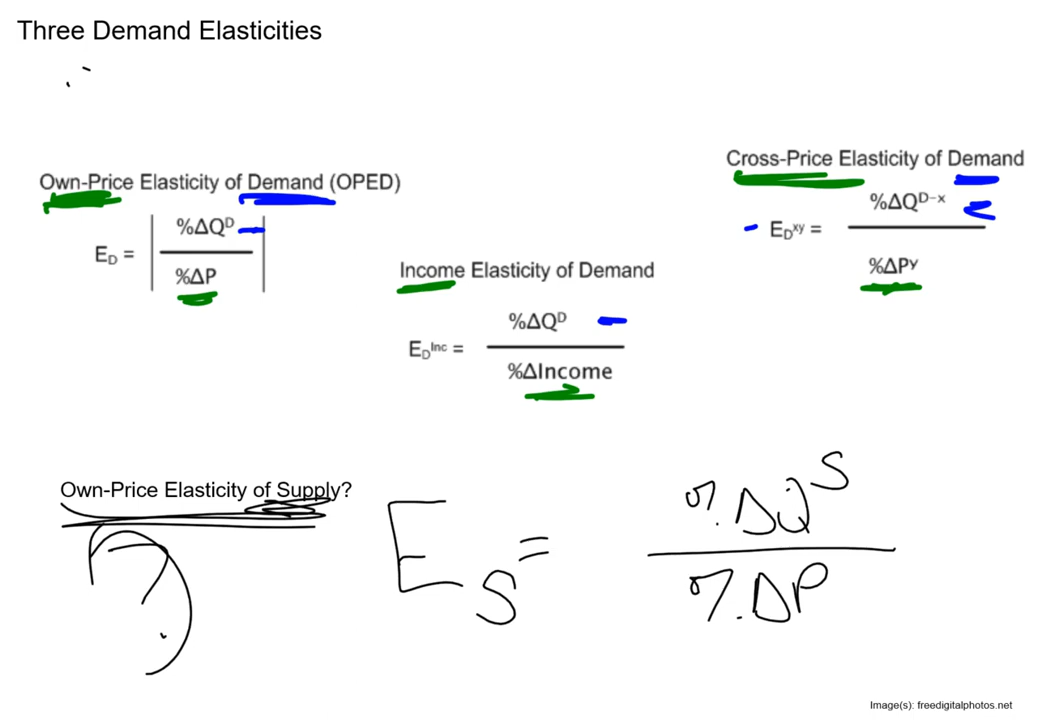 Three Demand Elasticities
Own-Price Elasticity of Demand (OPED)
E_D = | %ΔQ^D / %ΔP |
Income Elasticity of Demand
E_D^Inc = %ΔQ^D / %ΔIncome
Cross-Price Elasticity of Demand
E_D^xy = %ΔQ^D-x / %ΔP^y
Own-Price Elasticity of Supply?
?
E_S = %ΔQ^S / %ΔP
Image(s): freedigitalphotos.net